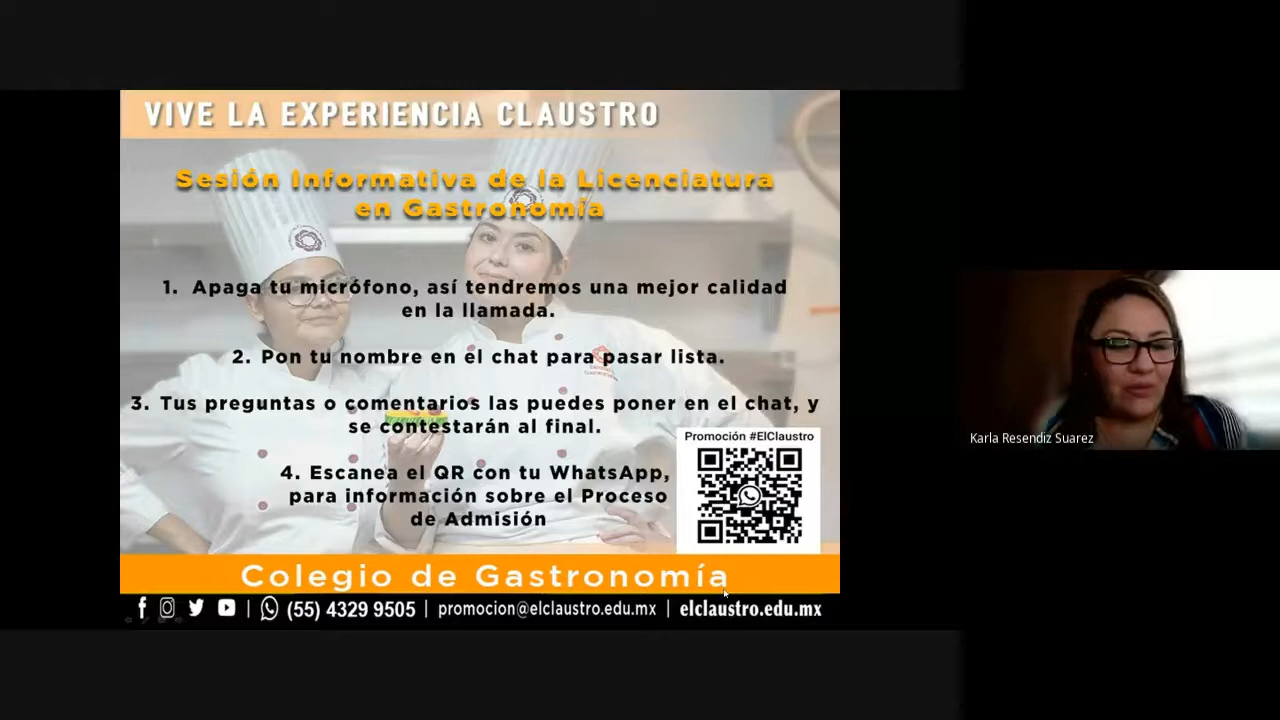 VIVE LA EXPERIENCIA CLAUSTRO
Sesión Informativa de la Licenciatura
en Gastronomía
1. Apaga tu micrófono, así tendremos una mejor calidad
en la llamada.
2. Pon tu nombre en el chat para pasar lista.
3. Tus preguntas o comentarios las puedes poner en el chat, y
se contestarán al final.
4. Escanea el QR con tu WhatsApp,
para información sobre el Proceso
de Admisión
Promoción #ElClaustro
Colegio de Gastronomía
(55) 4329 9505 | promocion@elclaustro.edu.mx | elclaustro.edu.mx
Karla Resendiz Suarez